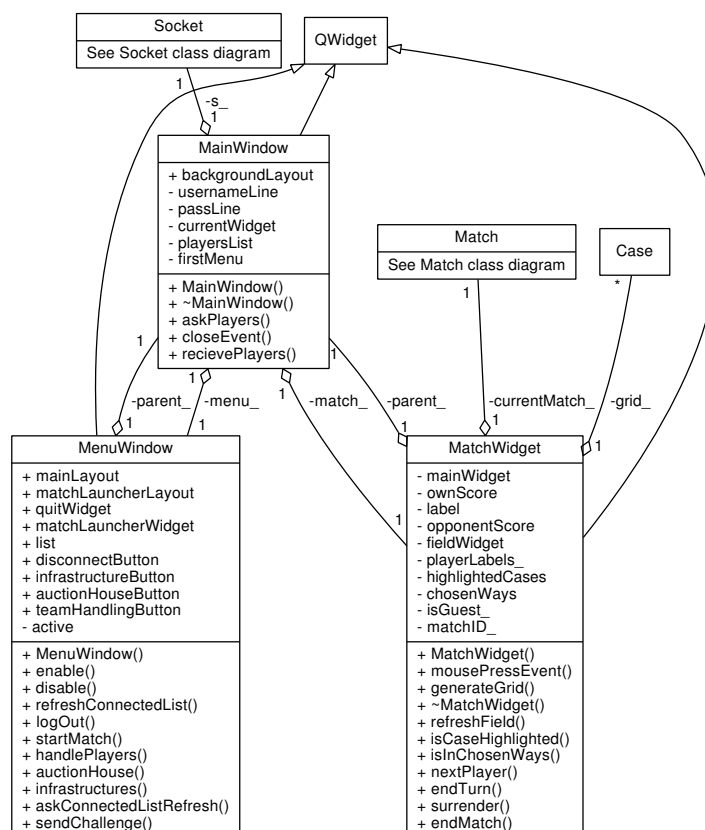 Socket
See Socket class diagram
QWidget
1
-s_
1
MainWindow
+ backgroundLayout
- usernameLine
- passLine
- currentWidget
- playersList
- firstMenu
+ MainWindow()
+ ~MainWindow()
+ askPlayers()
+ closeEvent()
+ recievePlayers()
Match
See Match class diagram
Case
1
*
1
1
1
1
-parent_
-menu_
-match_
-parent_
-currentMatch_
-grid_
1
1
1
1
1
1
MenuWindow
+ mainLayout
+ matchLauncherLayout
+ quitWidget
+ matchLauncherWidget
+ list
+ disconnectButton
+ infrastructureButton
+ auctionHouseButton
+ teamHandlingButton
- active
+ MenuWindow()
+ enable()
+ disable()
+ refreshConnectedList()
+ logOut()
+ startMatch()
+ handlePlayers()
+ auctionHouse()
+ infrastructures()
+ askConnectedListRefresh()
+ sendChallenge()
MatchWidget
- mainWidget
- ownScore
- label
- opponentScore
- fieldWidget
- playerLabels_
- highlightedCases
- chosenWays
- isGuest_
- matchID_
+ MatchWidget()
+ mousePressEvent()
+ generateGrid()
+ ~MatchWidget()
+ refreshField()
+ isCaseHighlighted()
+ isInChosenWays()
+ nextPlayer()
+ endTurn()
+ surrender()
+ endMatch()